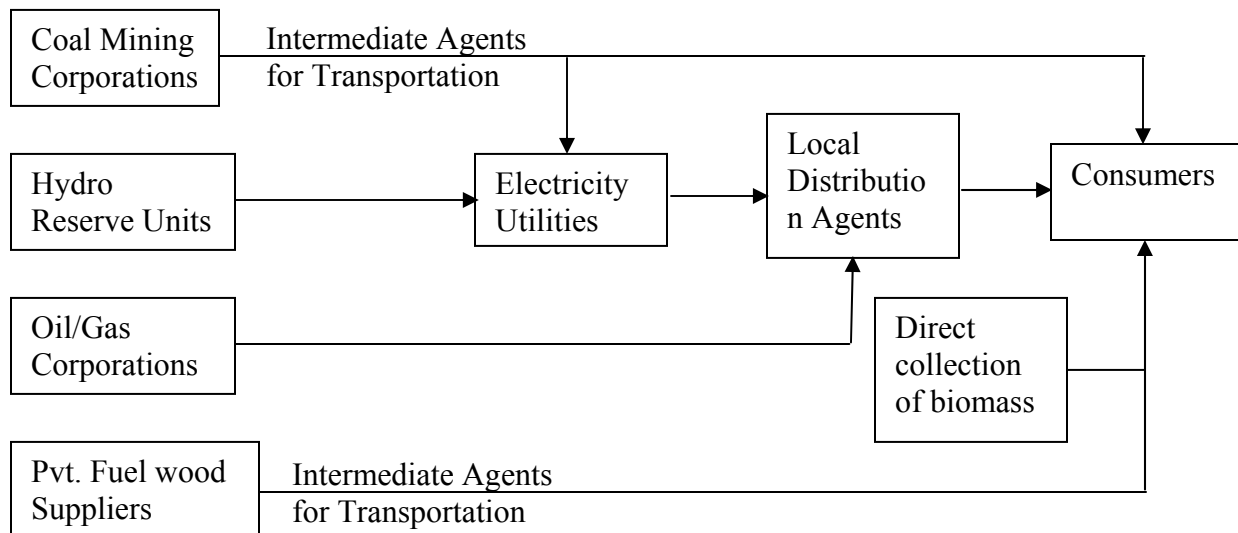 Coal Mining
Corporations
Intermediate Agents
for Transportation
Hydro
Reserve Units
Electricity
Utilities
Local
Distributio
n Agents
Consumers
Oil/Gas
Corporations
Direct
collection
of biomass
Pvt. Fuel wood
Suppliers
Intermediate Agents
for Transportation